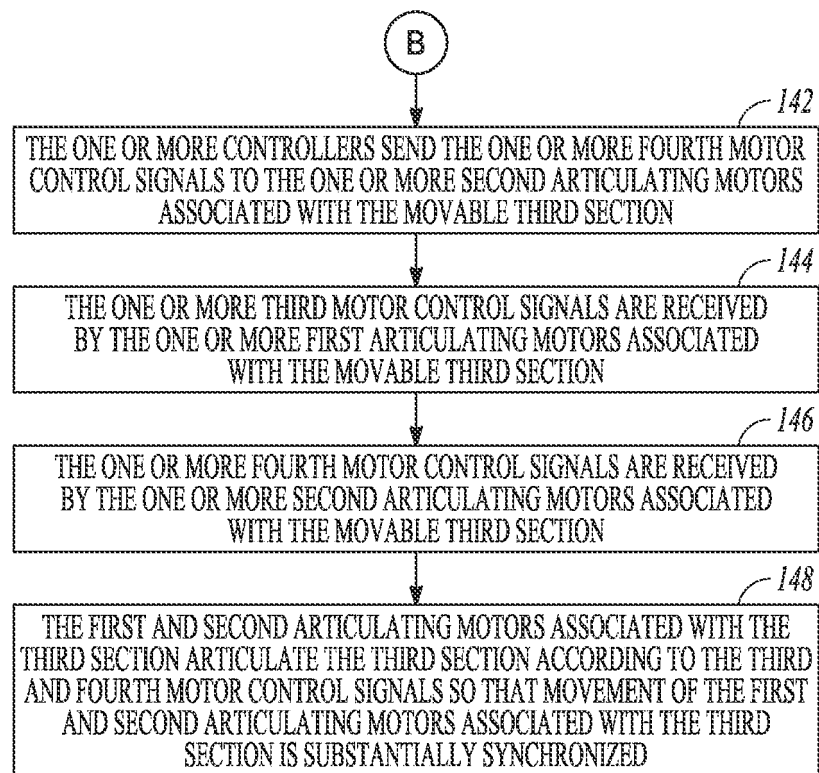 B
142
THE ONE OR MORE CONTROLLERS SEND THE ONE OR MORE FOURTH MOTOR
CONTROL SIGNALS TO THE ONE OR MORE SECOND ARTICULATING MOTORS
ASSOCIATED WITH THE MOVABLE THIRD SECTION
144
THE ONE OR MORE THIRD MOTOR CONTROL SIGNALS ARE RECEIVED
BY THE ONE OR MORE FIRST ARTICULATING MOTORS ASSOCIATED
WITH THE MOVABLE THIRD SECTION
146
THE ONE OR MORE FOURTH MOTOR CONTROL SIGNALS ARE RECEIVED
BY THE ONE OR MORE SECOND ARTICULATING MOTORS ASSOCIATED
WITH THE MOVABLE THIRD SECTION
148
THE FIRST AND SECOND ARTICULATING MOTORS ASSOCIATED WITH THE
THIRD SECTION ARTICULATE THE THIRD SECTION ACCORDING TO THE THIRD
AND FOURTH MOTOR CONTROL SIGNALS SO THAT MOVEMENT OF THE FIRST
AND SECOND ARTICULATING MOTORS ASSOCIATED WITH THE THIRD
SECTION IS SUBSTANTIALLY SYNCHRONIZED